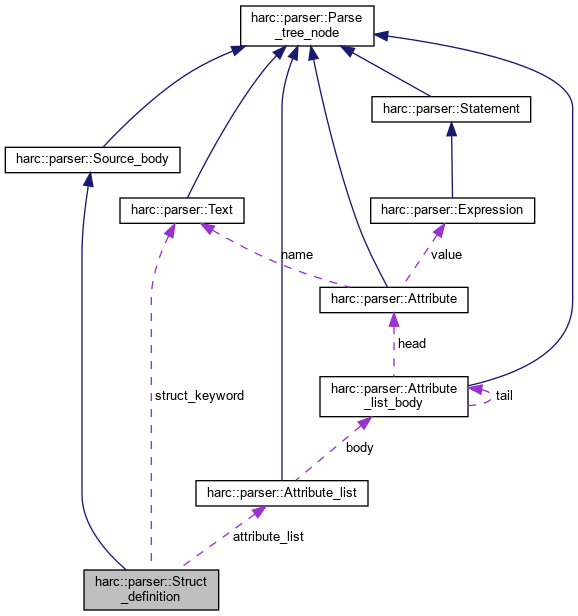 harc::parser::Parse
_tree_node
harc::parser::Statement
harc::parser::Source_body
harc::parser::Text
harc::parser::Expression
name
value
harc::parser::Attribute
head
harc::parser::Attribute
_list_body
tail
struct_keyword
body
harc::parser::Attribute_list
attribute_list
harc::parser::Struct
_definition